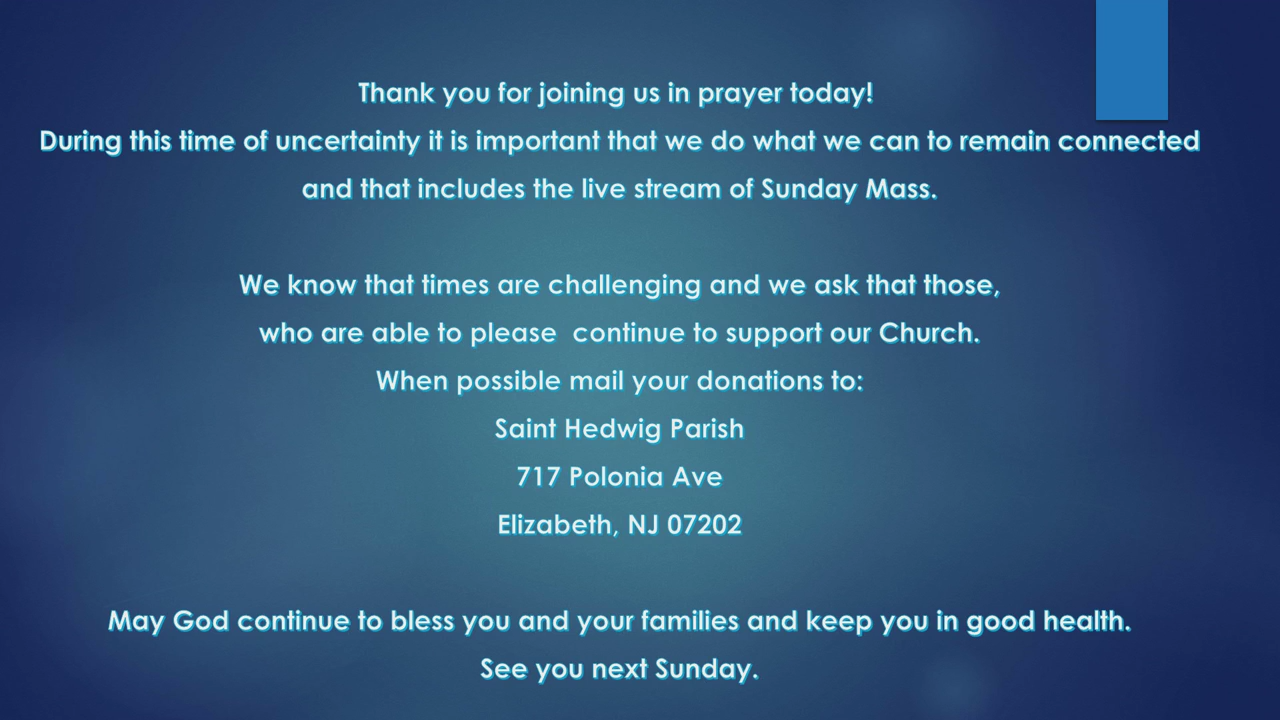 Thank you for joining us in prayer today!
During this time of uncertainty it is important that we do what we can to remain connected
and that includes the live stream of Sunday Mass.
We know that times are challenging and we ask that those,
who are able to please  continue to support our Church.
When possible mail your donations to:
Saint Hedwig Parish
717 Polonia Ave
Elizabeth, NJ 07202
May God continue to bless you and your families and keep you in good health.
See you next Sunday.